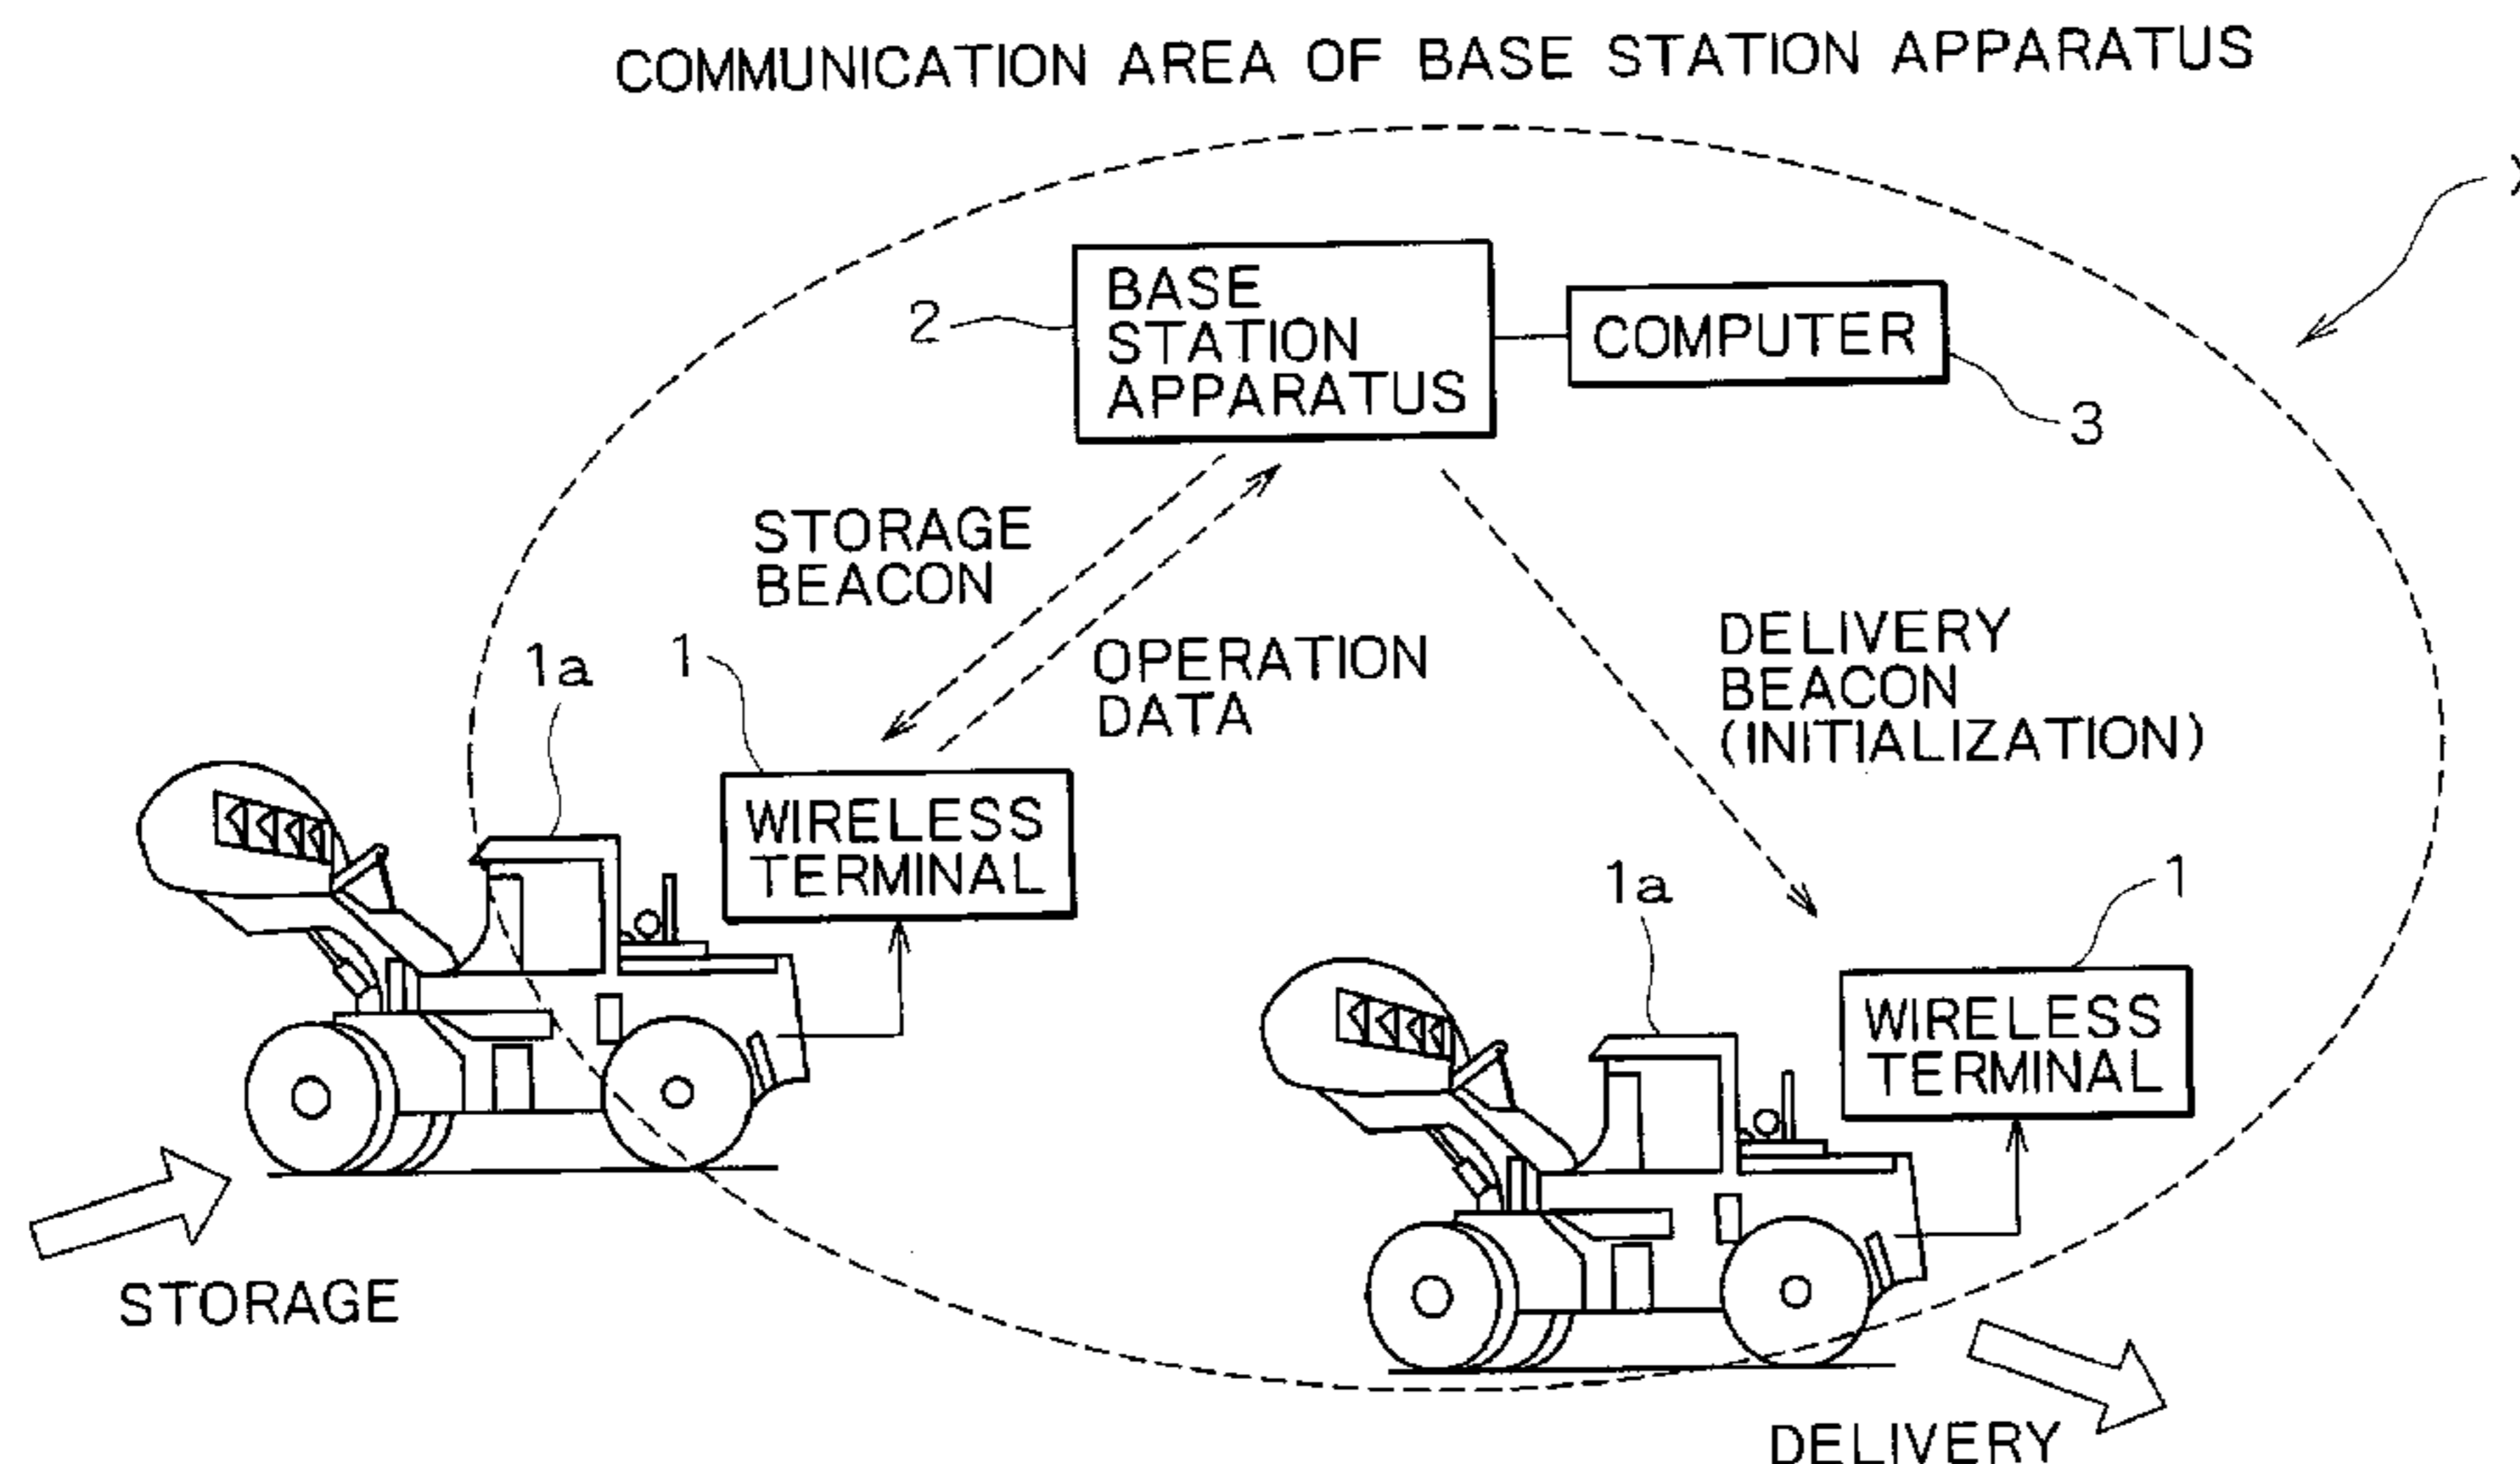 COMMUNICATION AREA OF BASE STATION APPARATUS
BASE
STATION
APPARATUS
2
COMPUTER
3
STORAGE
BEACON
OPERATION
DATA
DELIVERY
BEACON
(INITIALIZATION)
1a
1
WIRELESS
TERMINAL
1a
1
WIRELESS
TERMINAL
STORAGE
DELIVERY